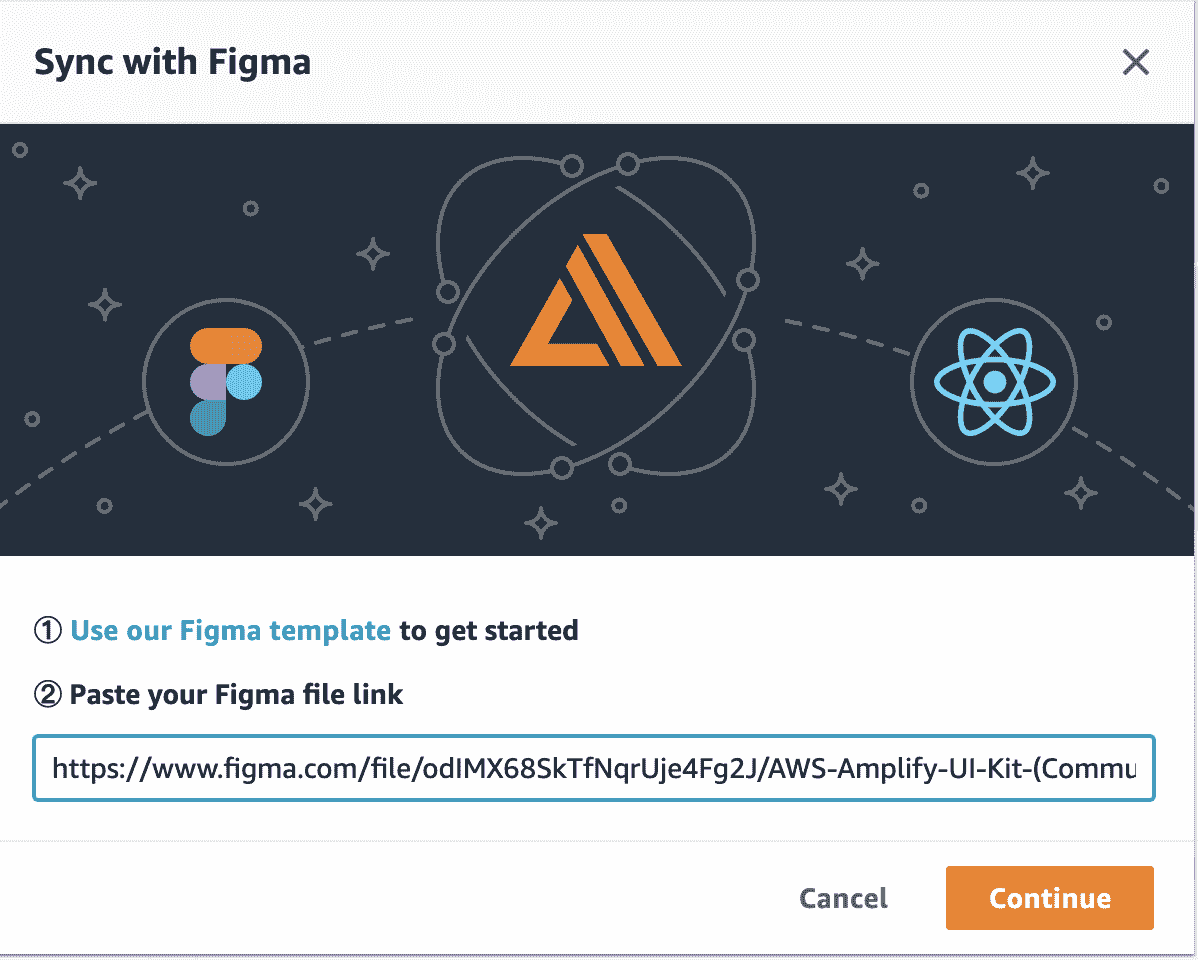 Sync with Figma
① Use our Figma template to get started
② Paste your Figma file link
https://www.figma.com/file/odIMX68SkTfNqrUje4Fg2J/AWS-Amplify-UI-Kit-(Commu
Cancel
Continue